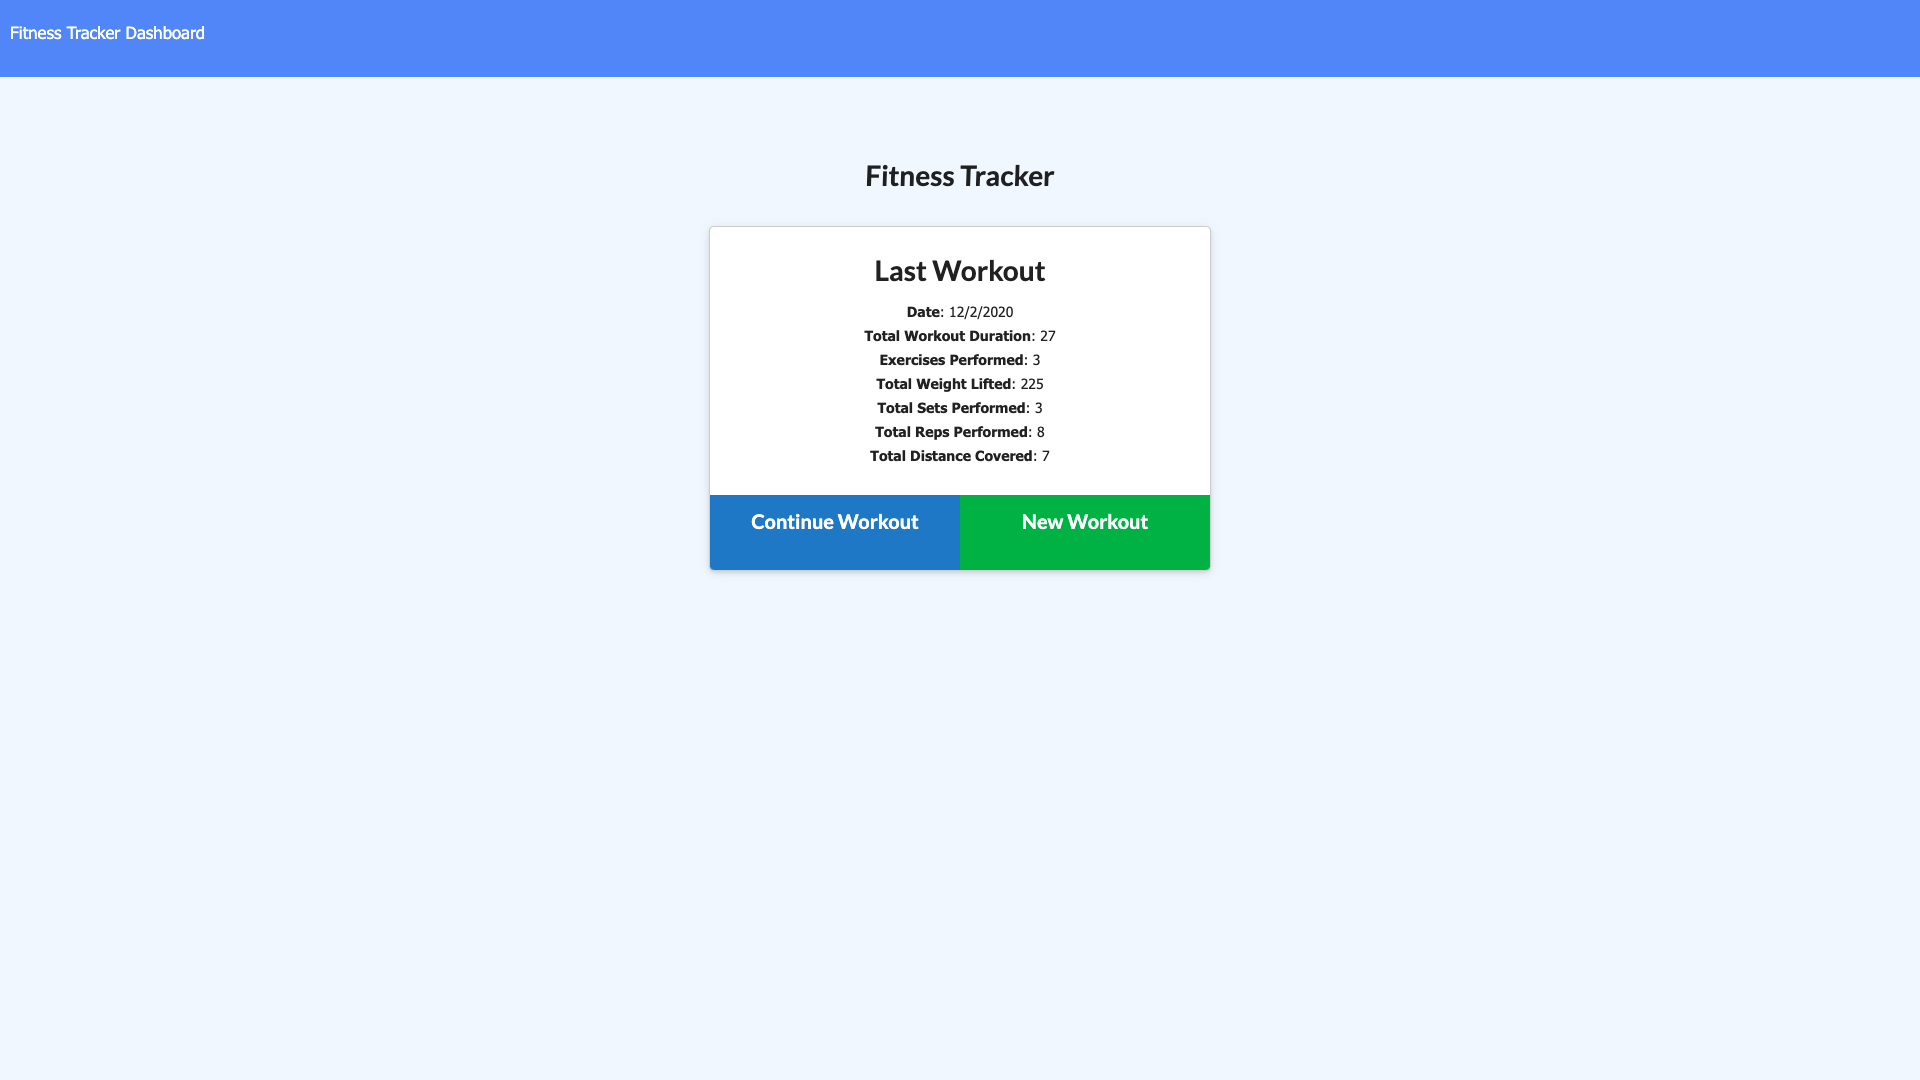 Fitness Tracker Dashboard
Fitness Tracker
Last Workout
Date: 12/2/2020
Total Workout Duration: 27
Exercises Performed: 3
Total Weight Lifted: 225
Total Sets Performed: 3
Total Reps Performed: 8
Total Distance Covered: 7
Continue Workout
New Workout